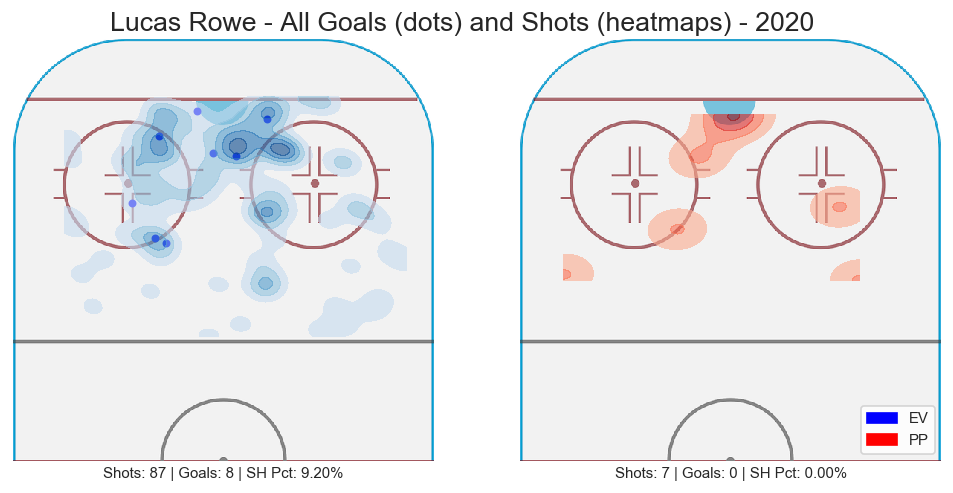 Lucas Rowe - All Goals (dots) and Shots (heatmaps) - 2020
EV
PP
Shots: 87 | Goals: 8 | SH Pct: 9.20%
Shots: 7 | Goals: 0 | SH Pct: 0.00%